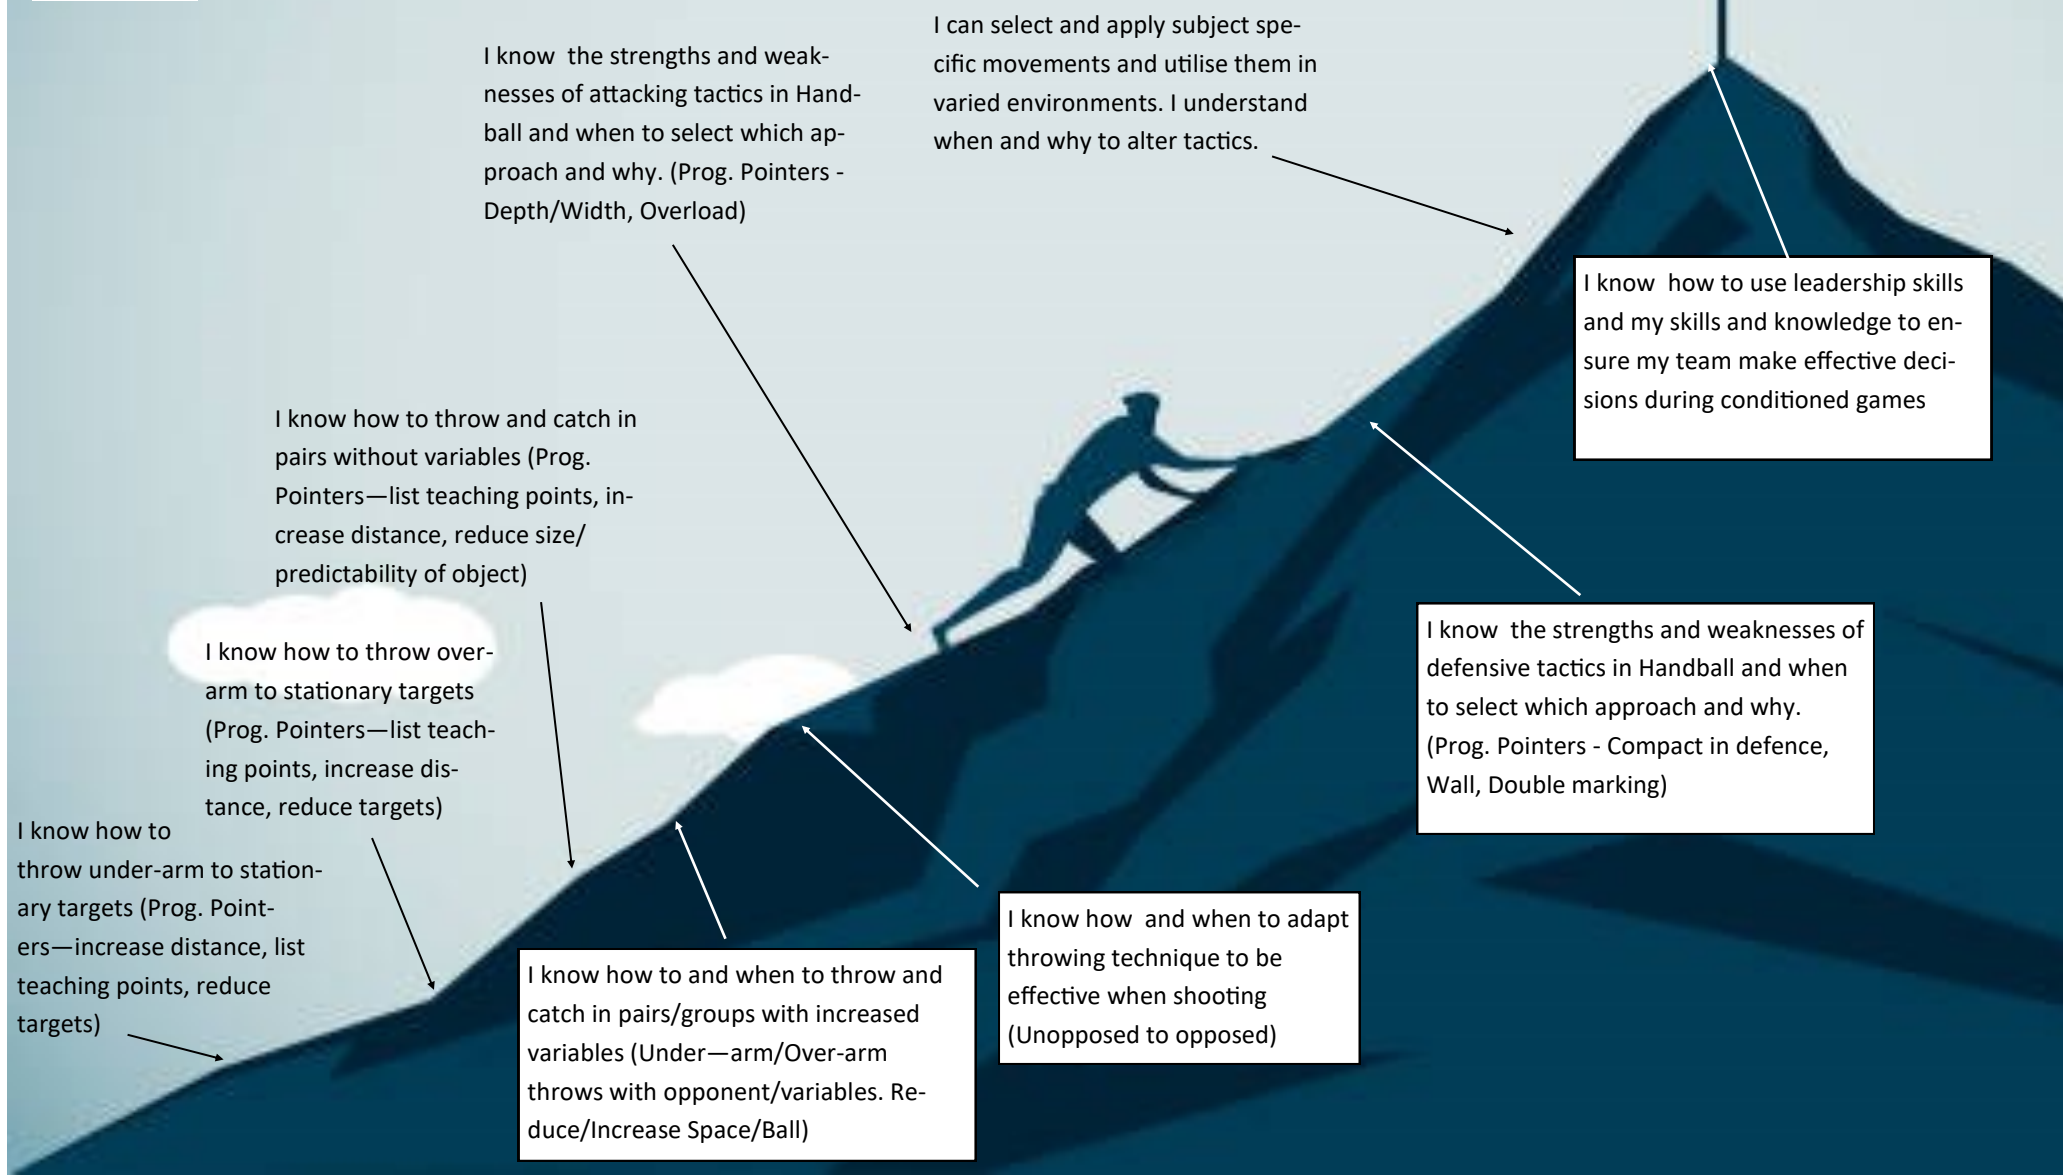 I can select and apply subject spe-
cific movements and utilise them in
varied environments. I understand
when and why to alter tactics.
I know  the strengths and weak-
nesses of attacking tactics in Hand-
ball and when to select which ap-
proach and why. (Prog. Pointers -
Depth/Width, Overload)
I know  how to use leadership skills
and my skills and knowledge to en-
sure my team make effective deci-
sions during conditioned games
I know how to throw and catch in
pairs without variables (Prog.
Pointers—list teaching points, in-
crease distance, reduce size/
predictability of object)
I know  the strengths and weaknesses of
defensive tactics in Handball and when
to select which approach and why.
(Prog. Pointers - Compact in defence,
Wall, Double marking)
I know how to throw over-
arm to stationary targets
(Prog. Pointers—list teach-
ing points, increase dis-
tance, reduce targets)
I know how to
throw under-arm to station-
ary targets (Prog. Point-
ers—increase distance, list
teaching points, reduce
targets)
I know how  and when to adapt
throwing technique to be
effective when shooting
(Unopposed to opposed)
I know how to and when to throw and
catch in pairs/groups with increased
variables (Under—arm/Over-arm
throws with opponent/variables. Re-
duce/Increase Space/Ball)